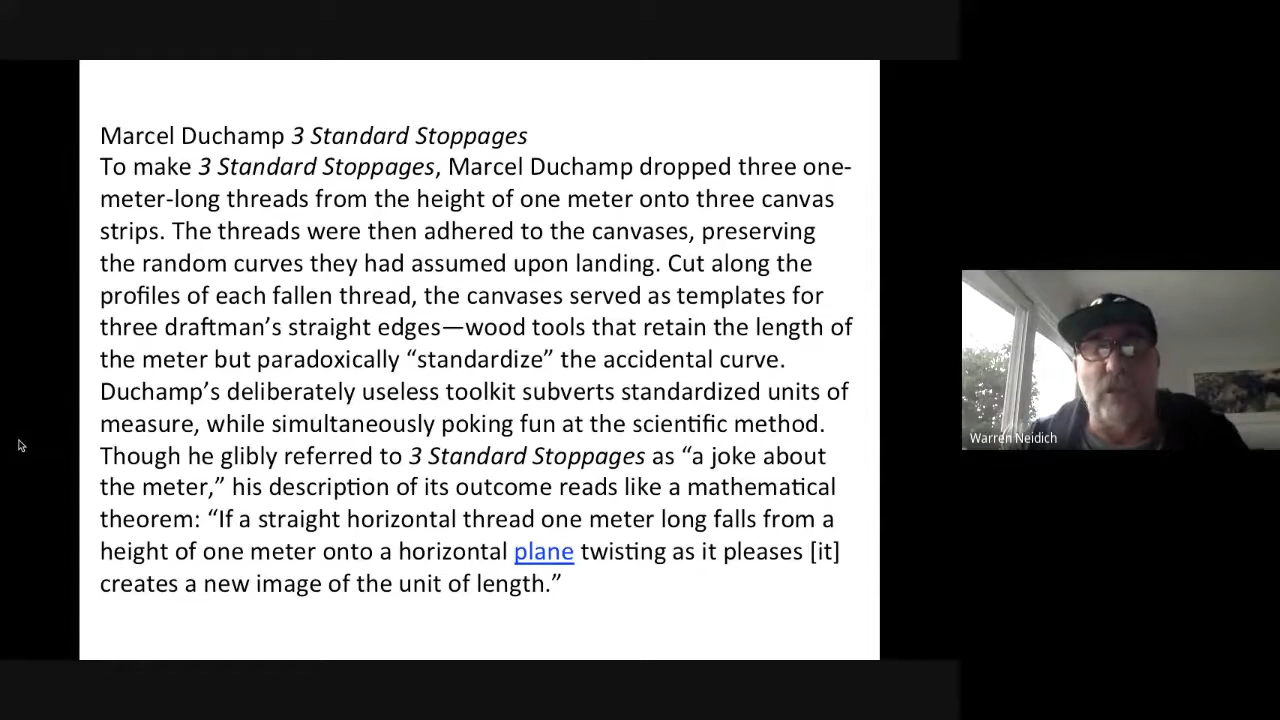 Marcel Duchamp 3 Standard Stoppages
To make 3 Standard Stoppages, Marcel Duchamp dropped three one-
meter-long threads from the height of one meter onto three canvas
strips. The threads were then adhered to the canvases, preserving
the random curves they had assumed upon landing. Cut along the
profiles of each fallen thread, the canvases served as templates for
three draftman’s straight edges—wood tools that retain the length of
the meter but paradoxically “standardize” the accidental curve.
Duchamp’s deliberately useless toolkit subverts standardized units of
measure, while simultaneously poking fun at the scientific method.
Though he glibly referred to 3 Standard Stoppages as “a joke about
the meter,” his description of its outcome reads like a mathematical
theorem: “If a straight horizontal thread one meter long falls from a
height of one meter onto a horizontal plane twisting as it pleases [it]
creates a new image of the unit of length.”
Warren Neidich